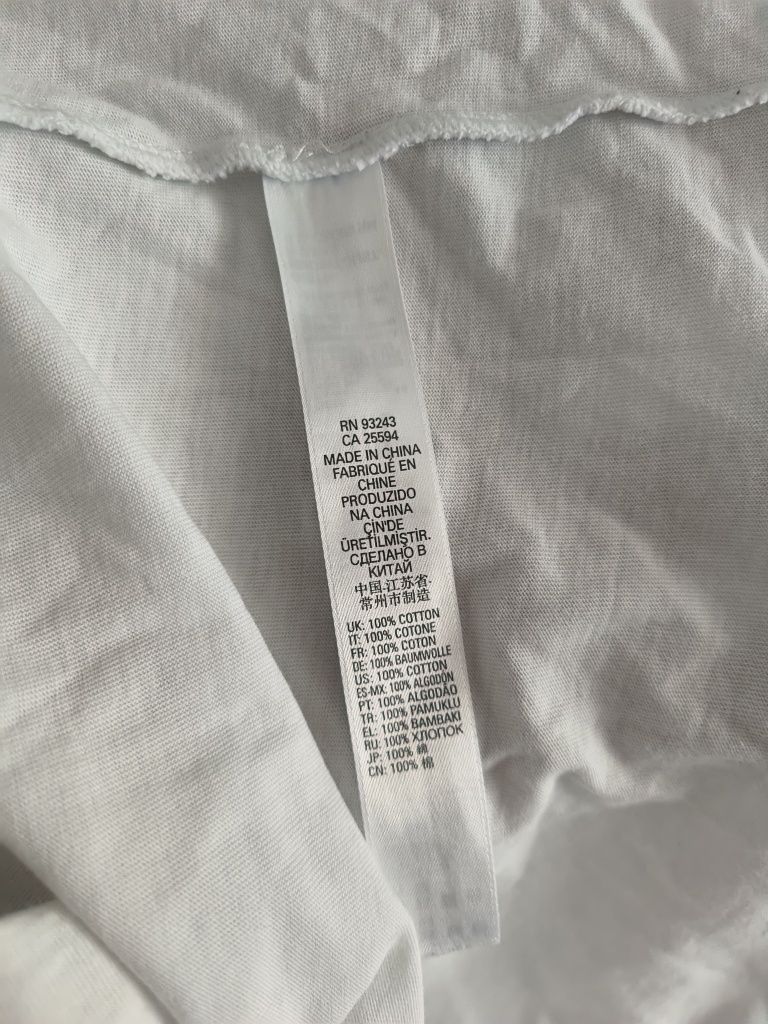 RN 93243
CA 25594
MADE IN CHINA
FABRIQUÉ EN
CHINE
PRODUZIDO
NA CHINA
ÇİN'DE
ÜRETİLMİŞTİR.
СДЕЛАНО В
КИТАЙ
中国·江苏省·
常州市制造
UK: 100% COTTON
IT: 100% COTONE
FR: 100% COTON
DE: 100% BAUMWOLLE
US: 100% COTTON
ES-MX: 100% ALGODÓN
PT: 100% ALGODÃO
TR: 100% PAMUKLU
EL: 100% BAMBAKI
RU: 100% ХЛОПОК
JP: 100% 綿
CN: 100% 棉